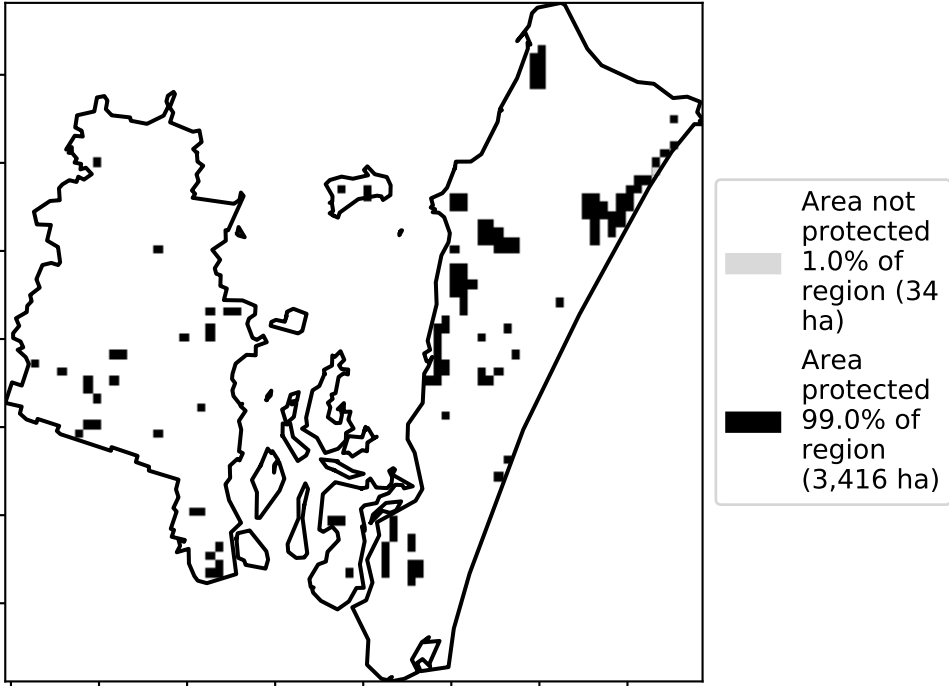 Area not
protected
1.0% of
region (34
ha)
Area
protected
99.0% of
region
(3,416 ha)